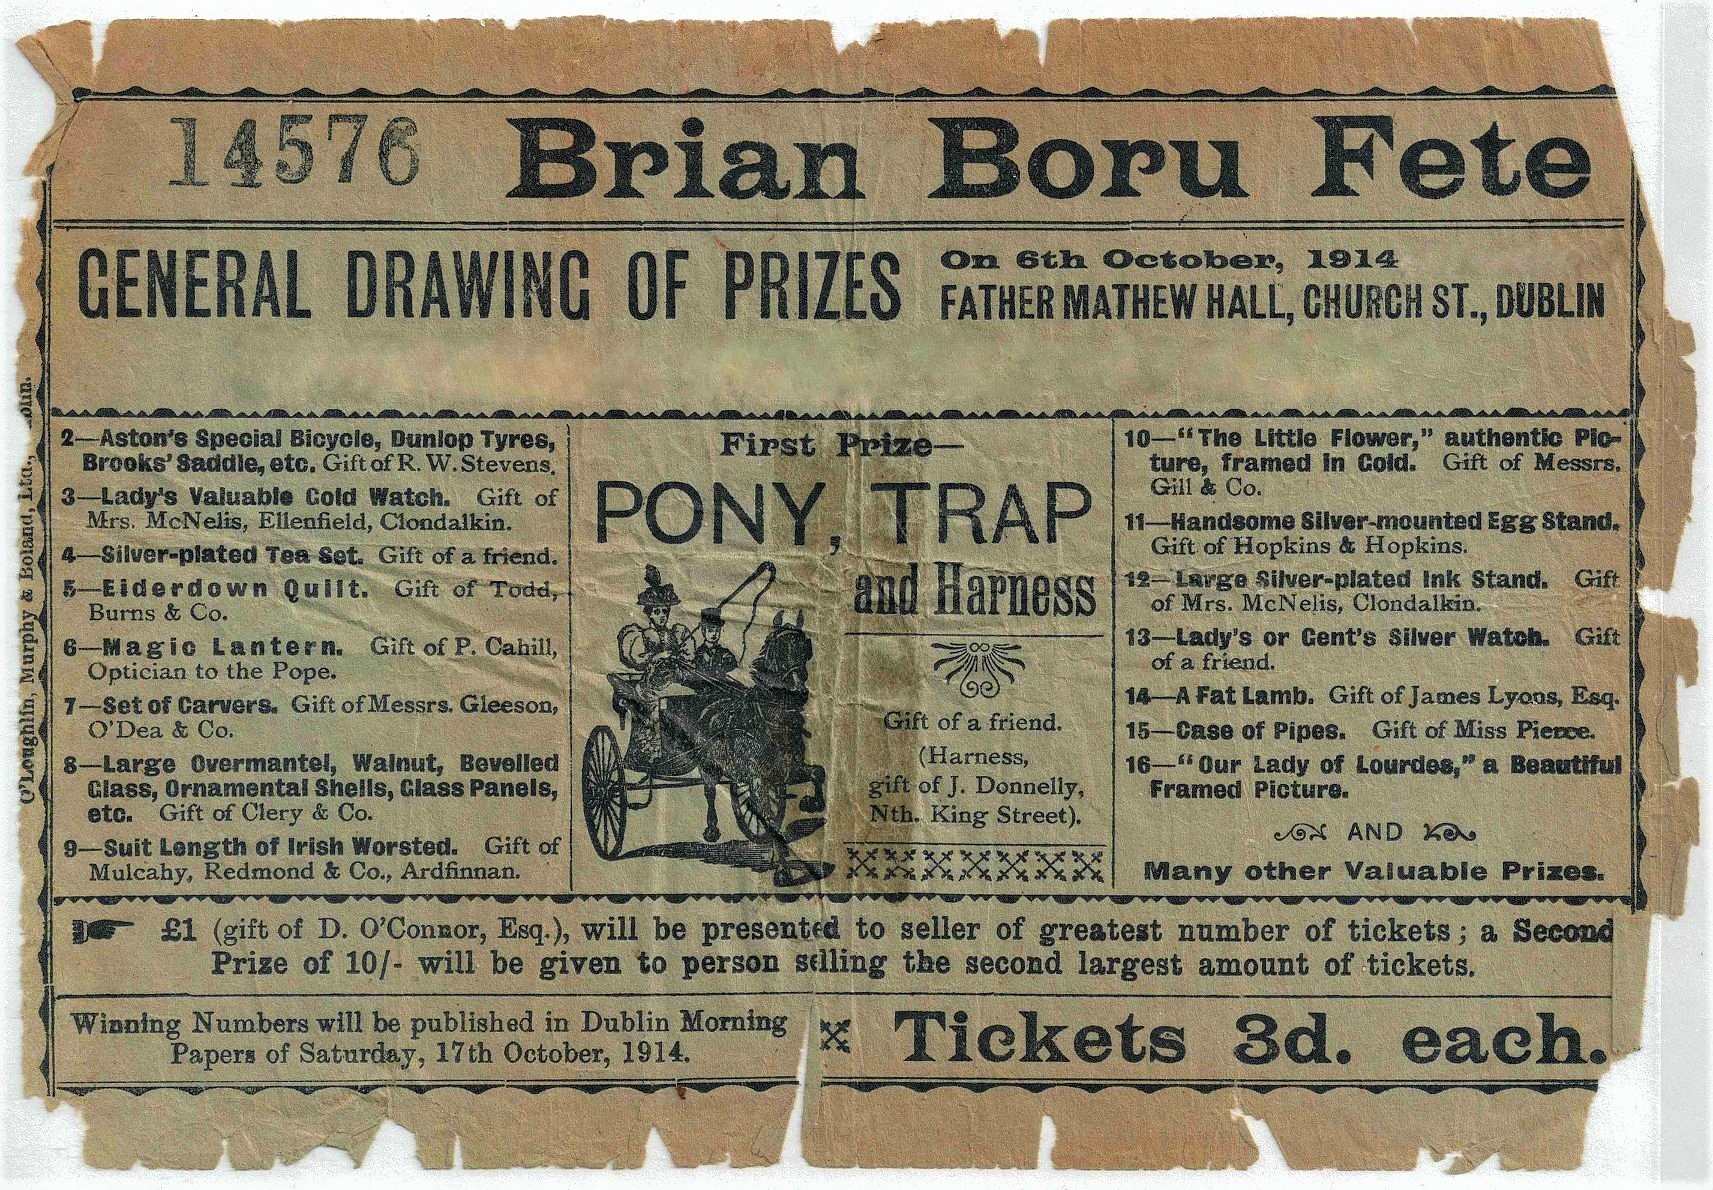 14576 Brian Boru Fete
GENERAL DRAWING OF PRIZES
On 6th October, 1914
FATHER MATHEW HALL, CHURCH ST., DUBLIN
2—Aston's Special Bicycle, Dunlop Tyres,
Brooks' Saddle, etc. Gift of R. W. Stevens.
3—Lady's Valuable Gold Watch. Gift of
Mrs. McNelis, Ellenfield, Clondalkin.
4—Silver-plated Tea Set. Gift of a friend.
5—Eiderdown Quilt. Gift of Todd,
Burns & Co.
6—Magic Lantern. Gift of P. Cahill,
Optician to the Pope.
7—Set of Carvers. Gift of Messrs. Gleeson,
O'Dea & Co.
8—Large Overmantel, Walnut, Bevelled
Glass, Ornamental Shells, Glass Panels,
etc. Gift of Clery & Co.
9—Suit Length of Irish Worsted. Gift of
Mulcahy, Redmond & Co., Ardfinnan.
First Prize—
PONY, TRAP
and Harness
Gift of a friend.
(Harness,
gift of J. Donnelly,
Nth. King Street).
10—"The Little Flower," authentic Pic-
ture, framed in Gold. Gift of Messrs.
Gill & Co.
11—Handsome Silver-mounted Egg Stand.
Gift of Hopkins & Hopkins.
12—Large Silver-plated Ink Stand. Gift
of Mrs. McNelis, Clondalkin.
13—Lady's or Gent's Silver Watch. Gift
of a friend.
14—A Fat Lamb. Gift of James Lyons, Esq.
15—Case of Pipes. Gift of Miss Pierce.
16—"Our Lady of Lourdes," a Beautiful
Framed Picture.
AND
Many other Valuable Prizes.
£1 (gift of D. O'Connor, Esq.), will be presented to seller of greatest number of tickets; a Second
Prize of 10/- will be given to person selling the second largest amount of tickets.
Winning Numbers will be published in Dublin Morning
Papers of Saturday, 17th October, 1914.
Tickets 3d. each.
O'Loughlin, Murphy & Boland, Ltd.,